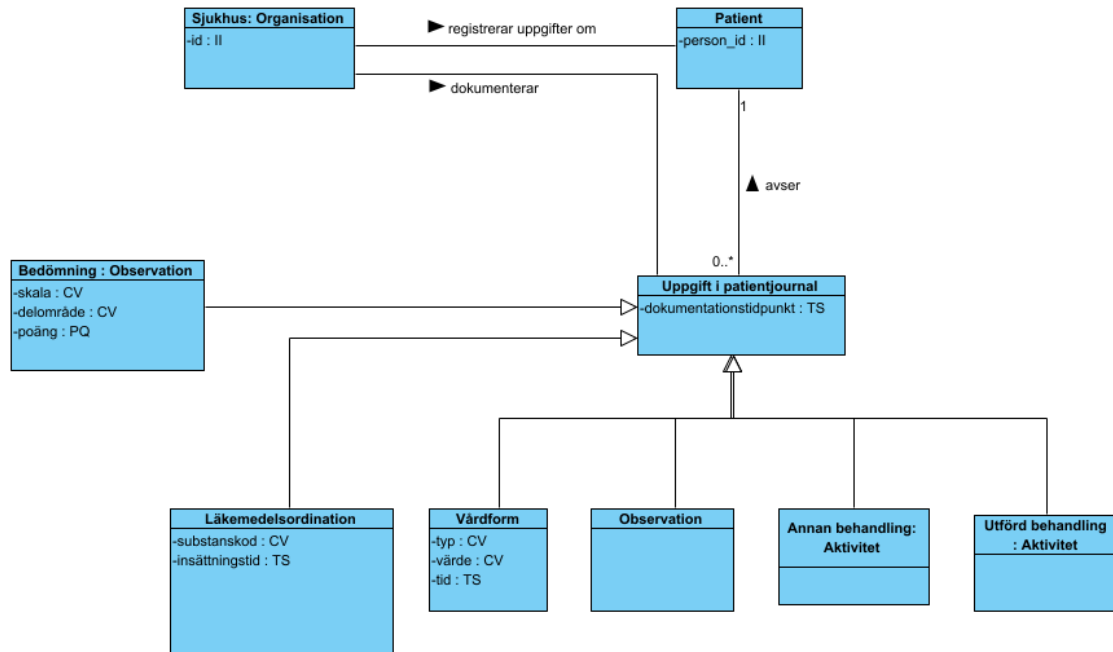 Sjukhus: Organisation
-id : II
registrerar uppgifter om
dokumenterar
Patient
-person_id : II
1
avser
0..*
Bedömning : Observation
-skala : CV
-delområde : CV
-poäng : PQ
Uppgift i patientjournal
-dokumentationstidpunkt : TS
Läkemedelsordination
-substanskod : CV
-insättningstid : TS
Vårdform
-typ : CV
-värde : CV
-tid : TS
Observation
Annan behandling:
Aktivitet
Utförd behandling
: Aktivitet